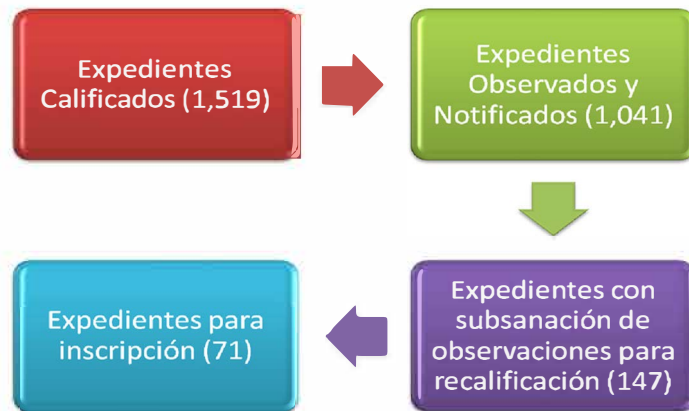 Expedientes
Calificados (1,519)
Expedientes
Observados y
Notificados (1,041)
Expedientes con
subsanación de
observaciones para
recalificación (147)
Expedientes para
inscripción (71)